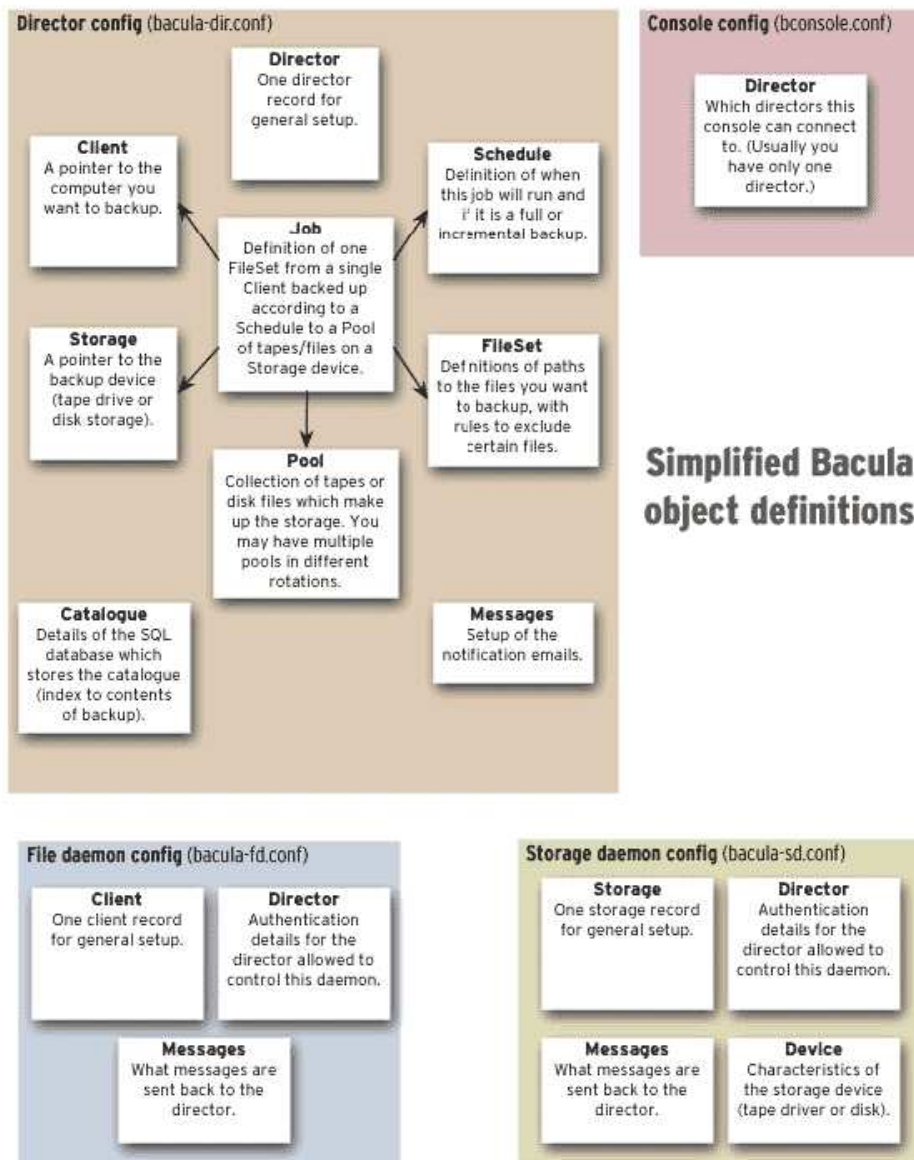 Director config (bacula-dir.conf)
Director
One director
record for
general setup.
Client
A pointer to the
computer you
want to backup.
Schedule
Definition of when
this job will run and
if it is a full or
incremental backup.
Job
Definition of one
FileSet from a single
Client backed up
according to a
Schedule to a Pool
of tapes/files on a
Storage device.
Storage
A pointer to the
backup device
(tape drive or
disk storage).
FileSet
Definitions of paths
to the files you want
to backup, with
rules to exclude
certain files.
Pool
Collection of tapes or
disk files which make
up the storage. You
may have multiple
pools in different
rotations.
Catalogue
Details of the SQL
database which
stores the catalogue
(index to contents
of backup).
Messages
Setup of the
notification emails.
Console config (bconsole.conf)
Director
Which directors this
console can connect
to. (Usually you
have only one
director.)
Simplified Bacula
object definitions
File daemon config (bacula-fd.conf)
Client
One client record
for general setup.
Director
Authentication
details for the
director allowed to
control this daemon.
Messages
What messages are
sent back to the
director.
Storage daemon config (bacula-sd.conf)
Storage
One storage record
for general setup.
Director
Authentication
details for the
director allowed to
control this daemon.
Messages
What messages are
sent back to the
director.
Device
Characteristics of
the storage device
(tape driver or disk).